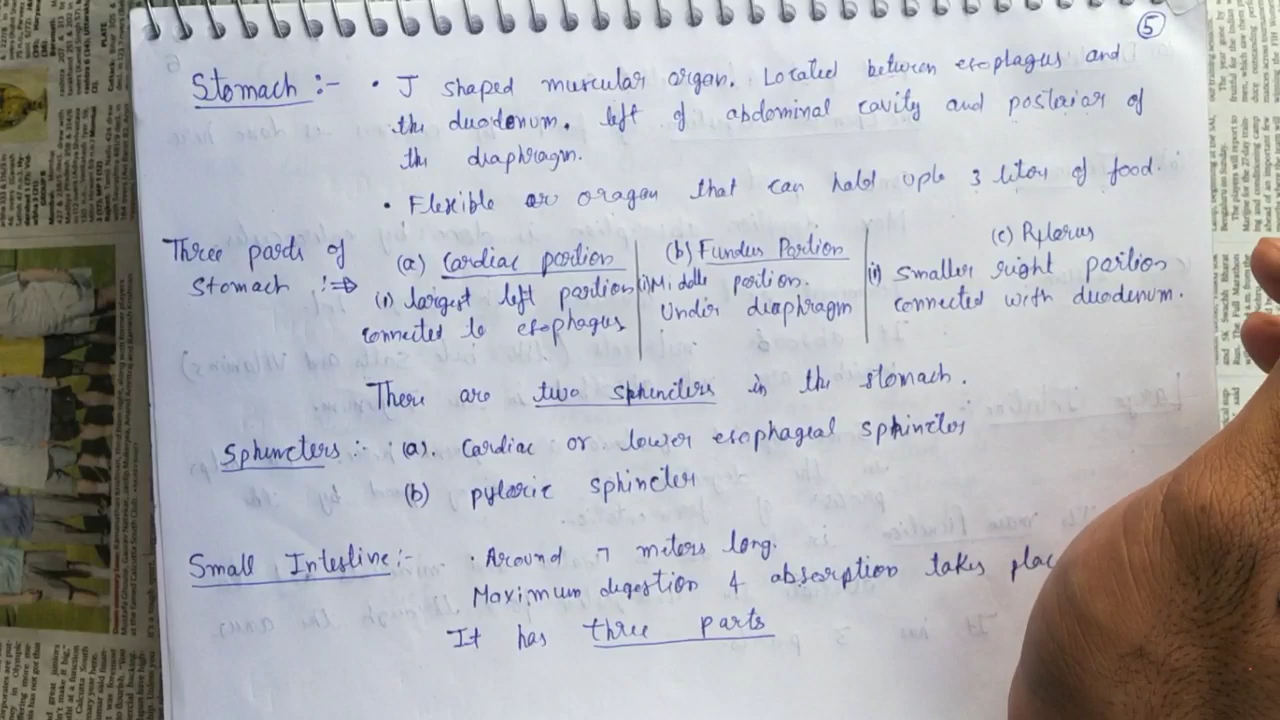 5
Stomach :- • J shaped muscular organ. Located between esophagus and
the duodenum. left of abdominal cavity and posterior of
the diaphragm.
• Flexible or oragan that can hold upto 3 liter of food.
Three parts of
Stomach :⇒
(a) Cardiac portion
(i) largest left portion
connected to esophagus
(b) Fundus Portion
(i) Middle portion.
Under diaphragm
(c) Pylorus
(i) Smaller right partion
connected with duodenum.
There are two sphincters in the stomach.
Sphincters :- (a). Cardiac or lower esophageal sphincter
(b) pyloric sphincter
Small Intestine :- • Around 7 meters long.
. Maximum digestion & absorption takes plac
It has three parts